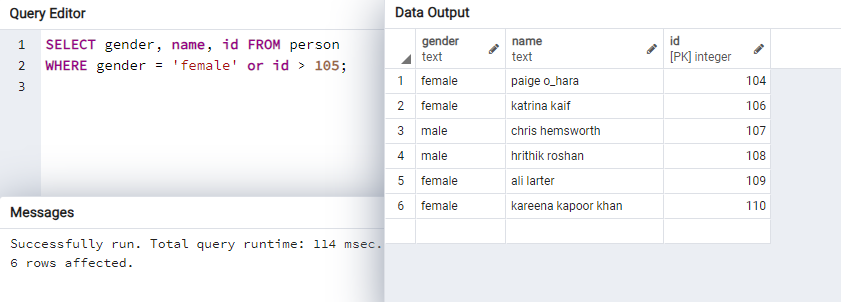 Query Editor
1 SELECT gender, name, id FROM person
2 WHERE gender = 'female' or id > 105;
3
Messages
Successfully run. Total query runtime: 114 msec.
6 rows affected.
Data Output
gender name id
text text [PK] integer
1 female paige o_hara 104
2 female katrina kaif 106
3 male chris hemsworth 107
4 male hrithik roshan 108
5 female ali larter 109
6 female kareena kapoor khan 110